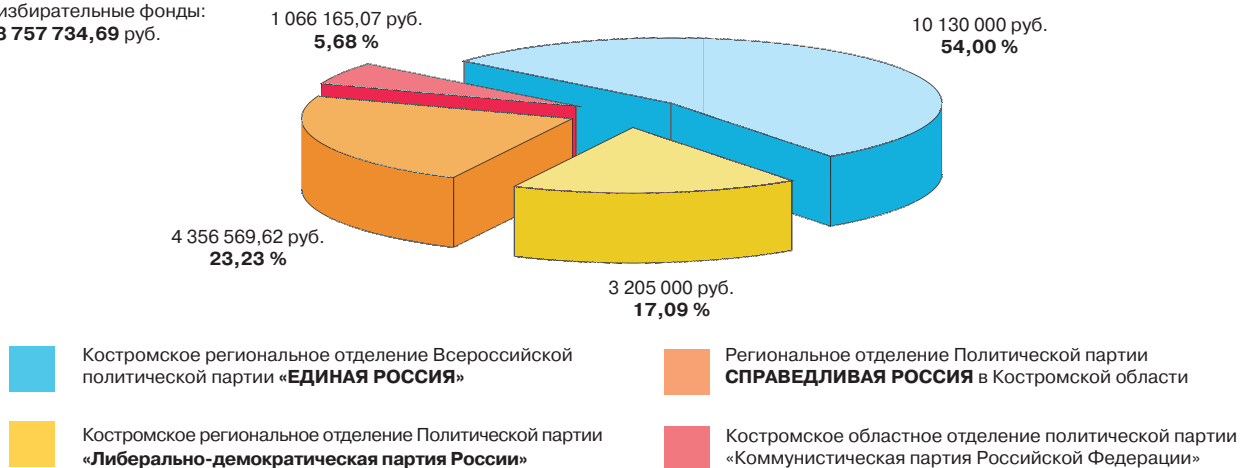 избирательные фонды:
8 757 734,69 руб.
1 066 165,07 руб.
5,68 %
10 130 000 руб.
54,00 %
4 356 569,62 руб.
23,23 %
3 205 000 руб.
17,09 %
Костромское региональное отделение Всероссийской
политической партии «ЕДИНАЯ РОССИЯ»
Региональное отделение Политической партии
СПРАВЕДЛИВАЯ РОССИЯ в Костромской области
Костромское региональное отделение Политической партии
«Либерально-демократическая партия России»
Костромское областное отделение политической партии
«Коммунистическая партия Российской Федерации»